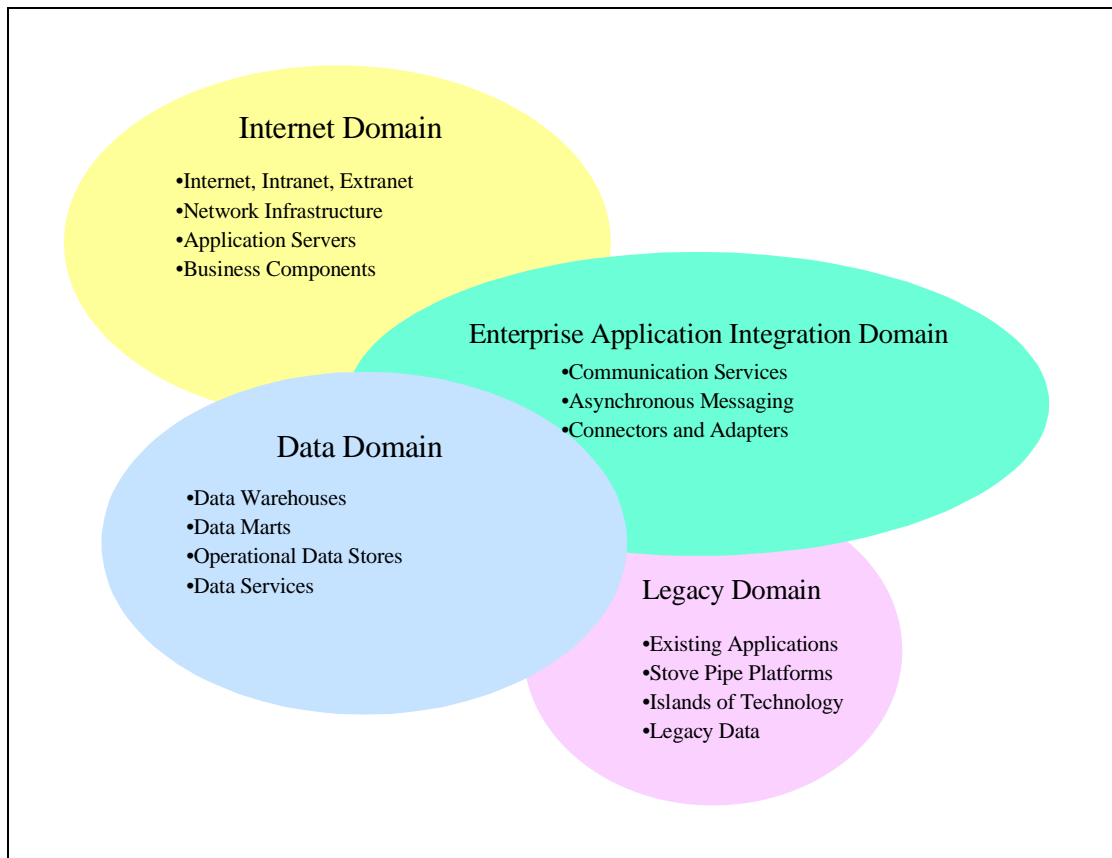 Internet Domain
•Internet, Intranet, Extranet
•Network Infrastructure
•Application Servers
•Business Components
Enterprise Application Integration Domain
•Communication Services
•Asynchronous Messaging
•Connectors and Adapters
Data Domain
•Data Warehouses
•Data Marts
•Operational Data Stores
•Data Services
Legacy Domain
•Existing Applications
•Stove Pipe Platforms
•Islands of Technology
•Legacy Data